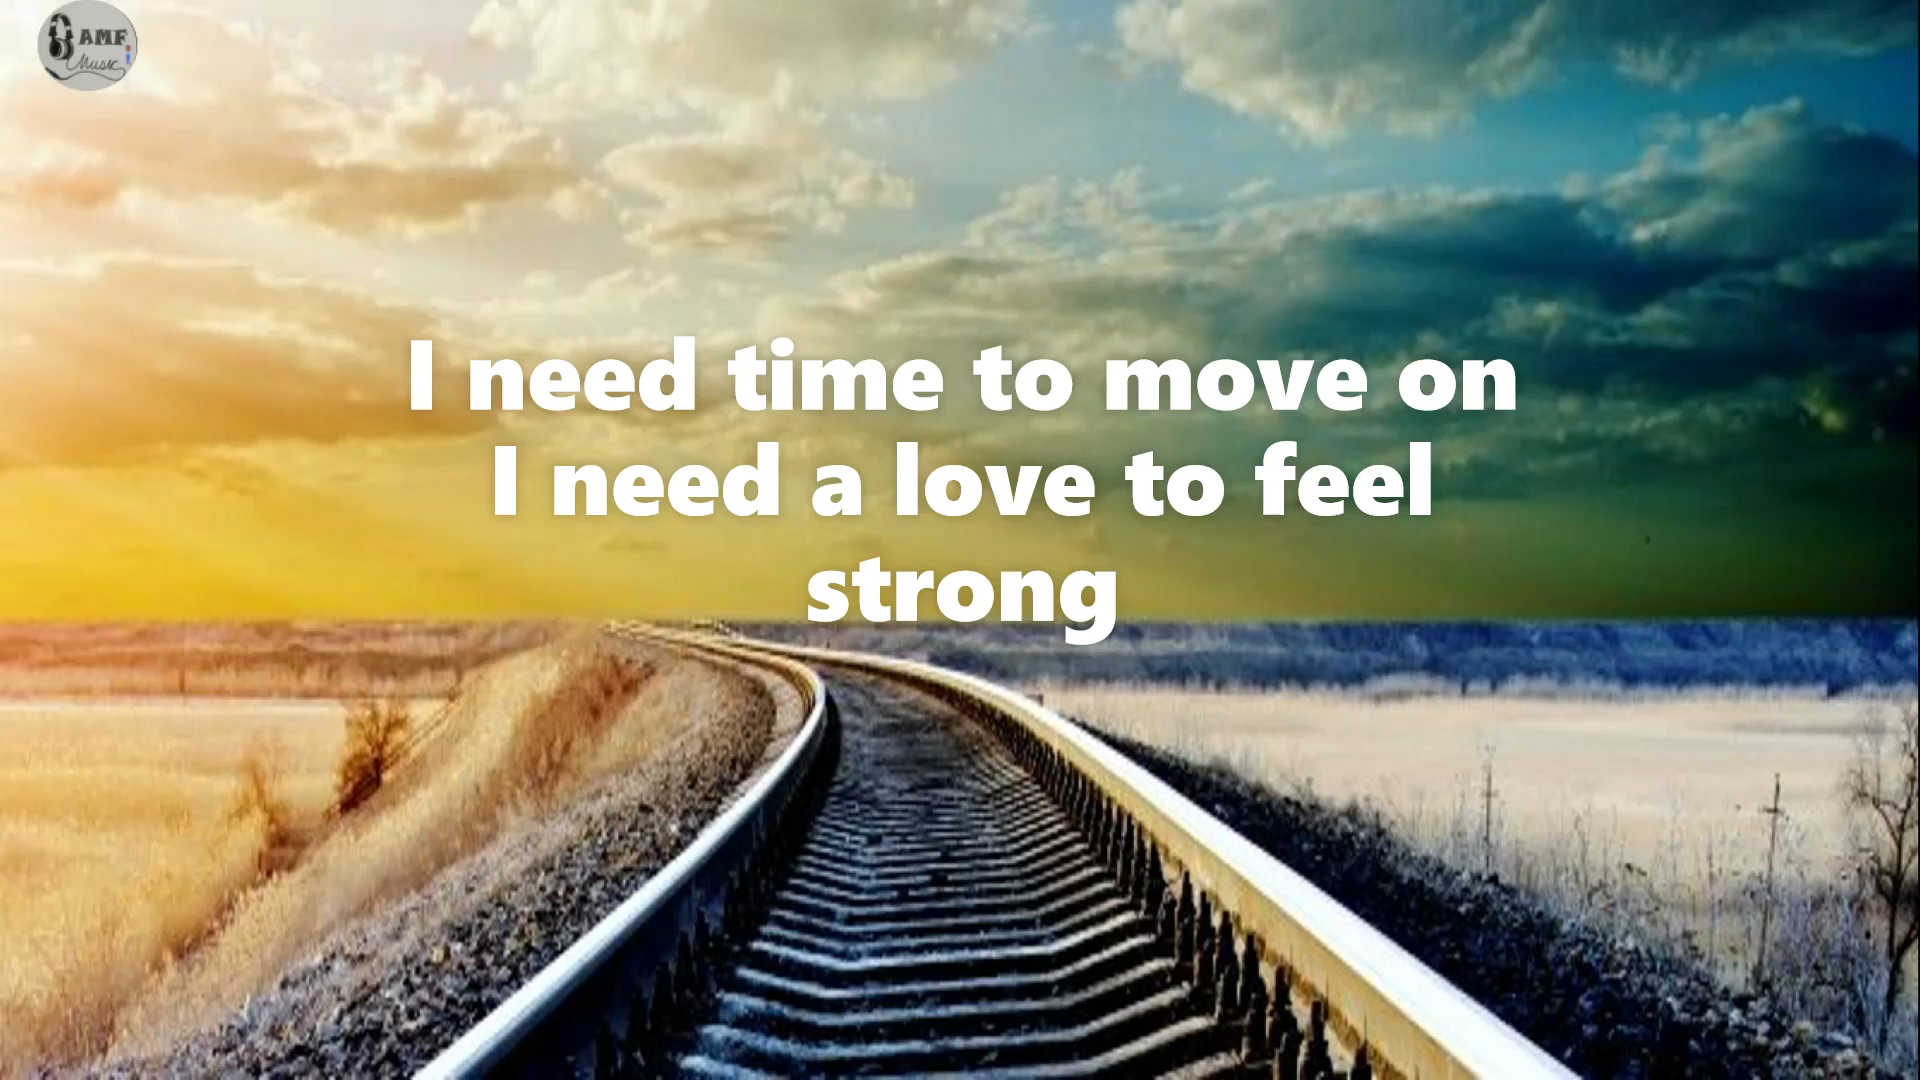 AMF
Music
I need time to move on
I need a love to feel
strong